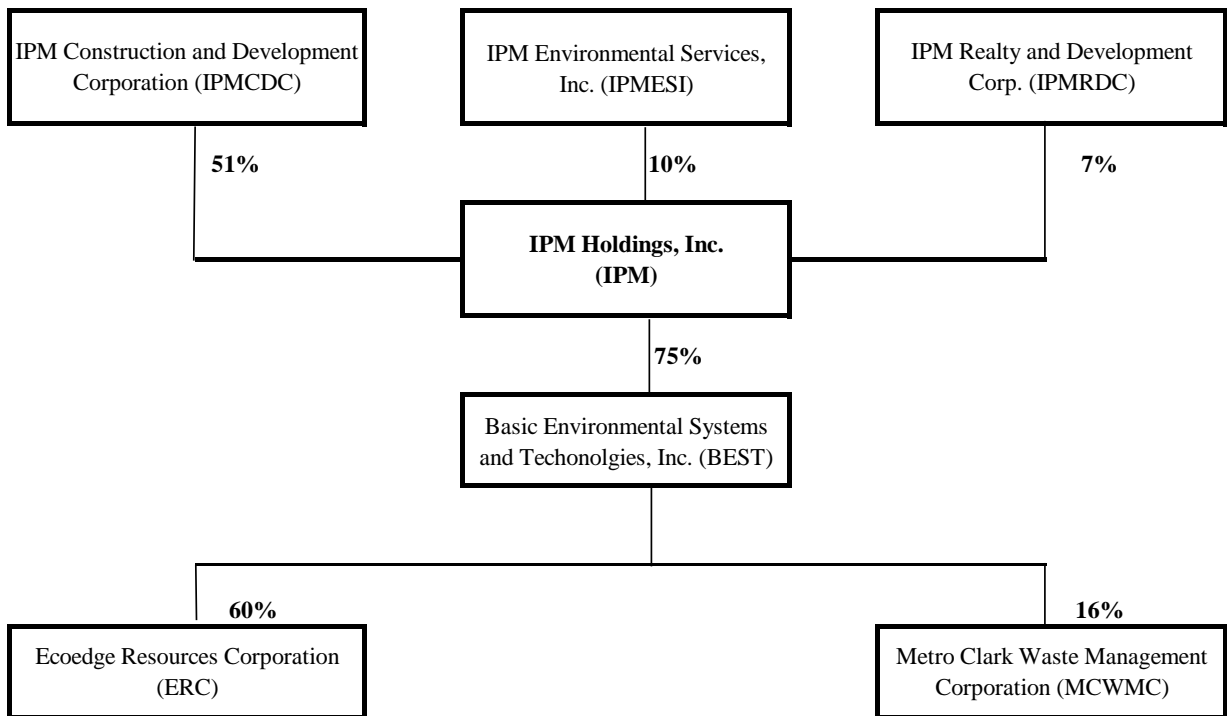 IPM Construction and Development
Corporation (IPMCDC)
IPM Environmental Services,
Inc. (IPMESI)
IPM Realty and Development
Corp. (IPMRDC)
51%
10%
7%
IPM Holdings, Inc.
(IPM)
75%
Basic Environmental Systems
and Techonolgies, Inc. (BEST)
60%
16%
Ecoedge Resources Corporation
(ERC)
Metro Clark Waste Management
Corporation (MCWMC)